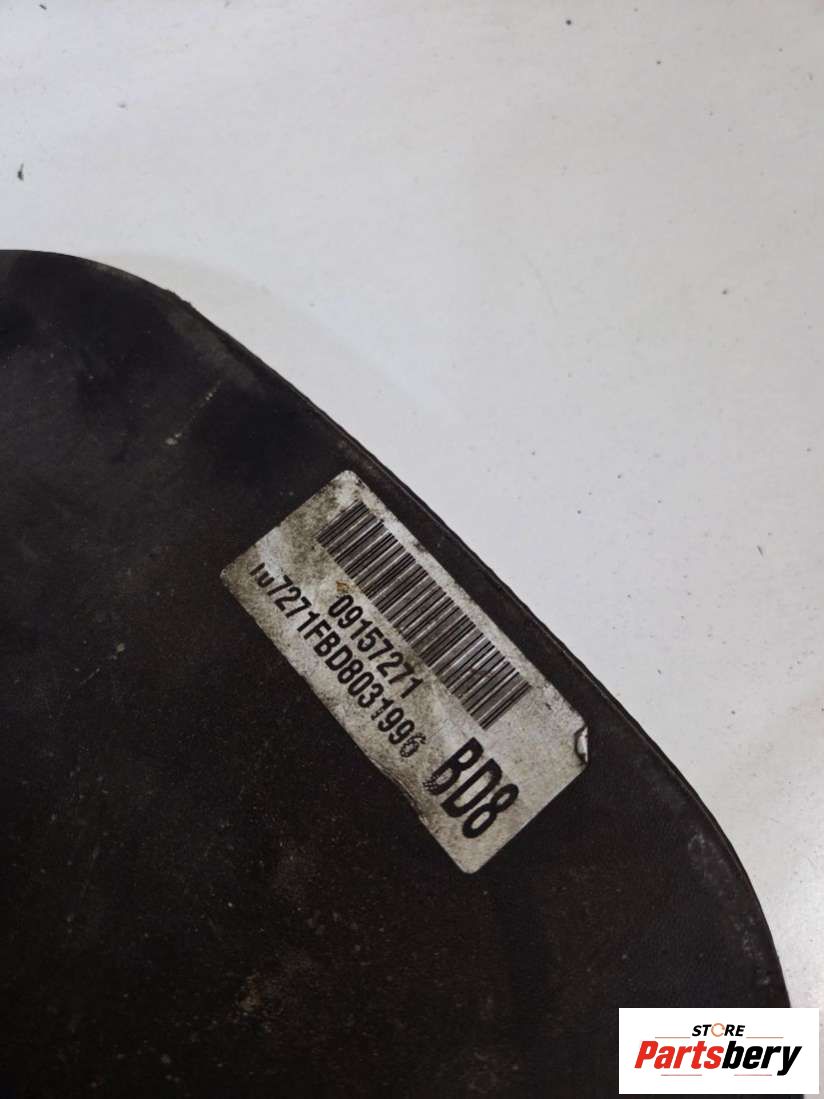 09157271
7271FBD8031996
BD8
STORE
Partsbery